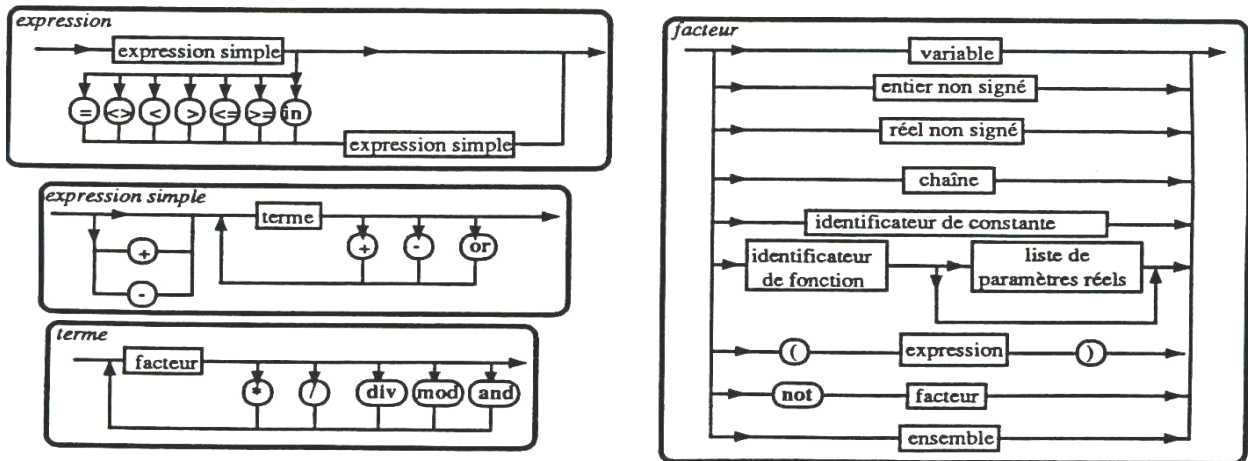 expression
expression simple
= <> < > <= >= in
expression simple
expression simple
terme
+ - or
+
-
terme
facteur
* / div mod and
facteur
variable
entier non signé
réel non signé
chaîne
identificateur de constante
identificateur
de fonction
liste de
paramètres réels
( expression )
not facteur
ensemble